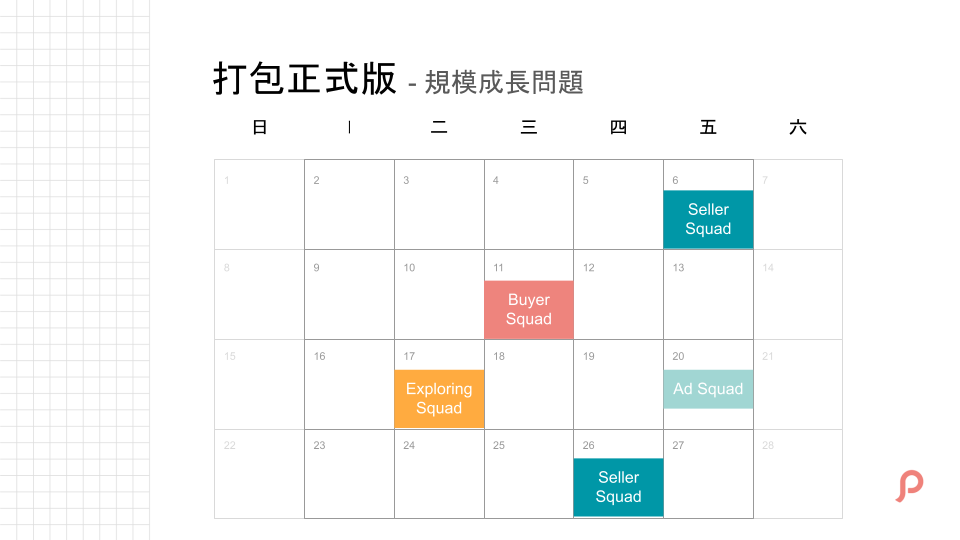 打包正式版 - 規模成長問題
日 一 二 三 四 五 六
1 2 3 4 5 6 7
Seller
Squad
8 9 10 11 12 13 14
Buyer
Squad
15 16 17 18 19 20 21
Exploring
Squad
Ad Squad
22 23 24 25 26 27 28
Seller
Squad